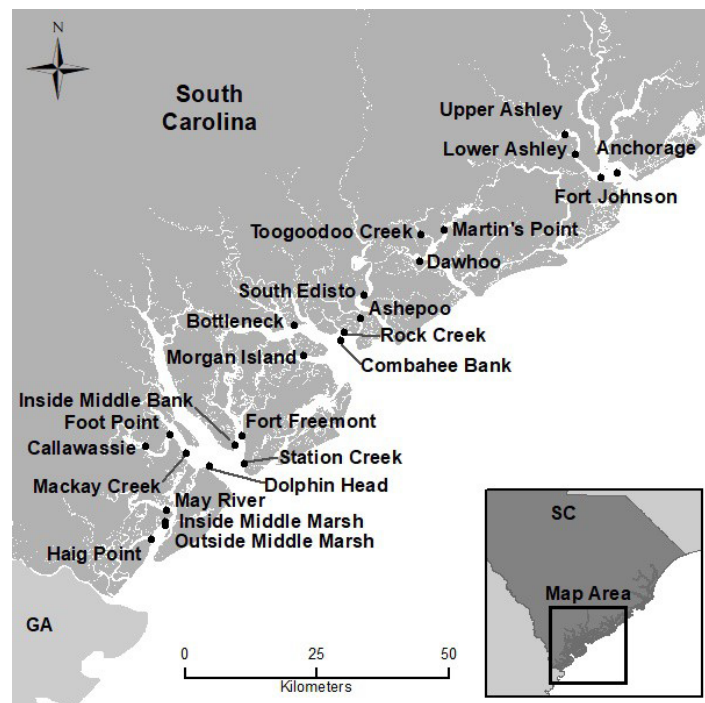 N
South
Carolina
Upper Ashley
Lower Ashley
Anchorage
Fort Johnson
Toogoodoo Creek
Martin's Point
Dawhoo
South Edisto
Ashepoo
Bottleneck
Rock Creek
Morgan Island
Combahee Bank
Inside Middle Bank
Foot Point
Fort Freemont
Callawassie
Station Creek
Mackay Creek
Dolphin Head
May River
Inside Middle Marsh
Haig Point
Outside Middle Marsh
SC
Map Area
GA
0
25
50
Kilometers